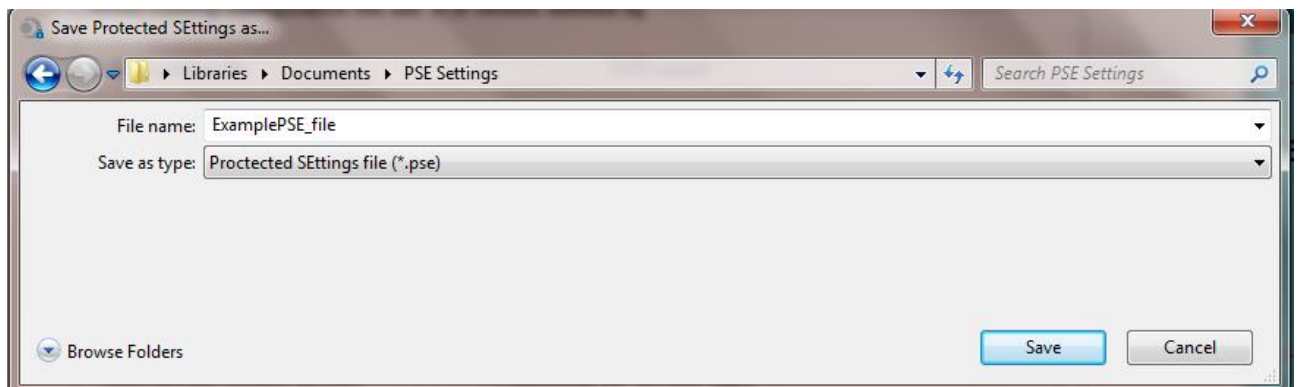 Save Protected SEttings as...
Libraries Documents PSE Settings Search PSE Settings
File name: ExamplePSE_file
Save as type: Proctected SEttings file (*.pse)
Browse Folders Save Cancel